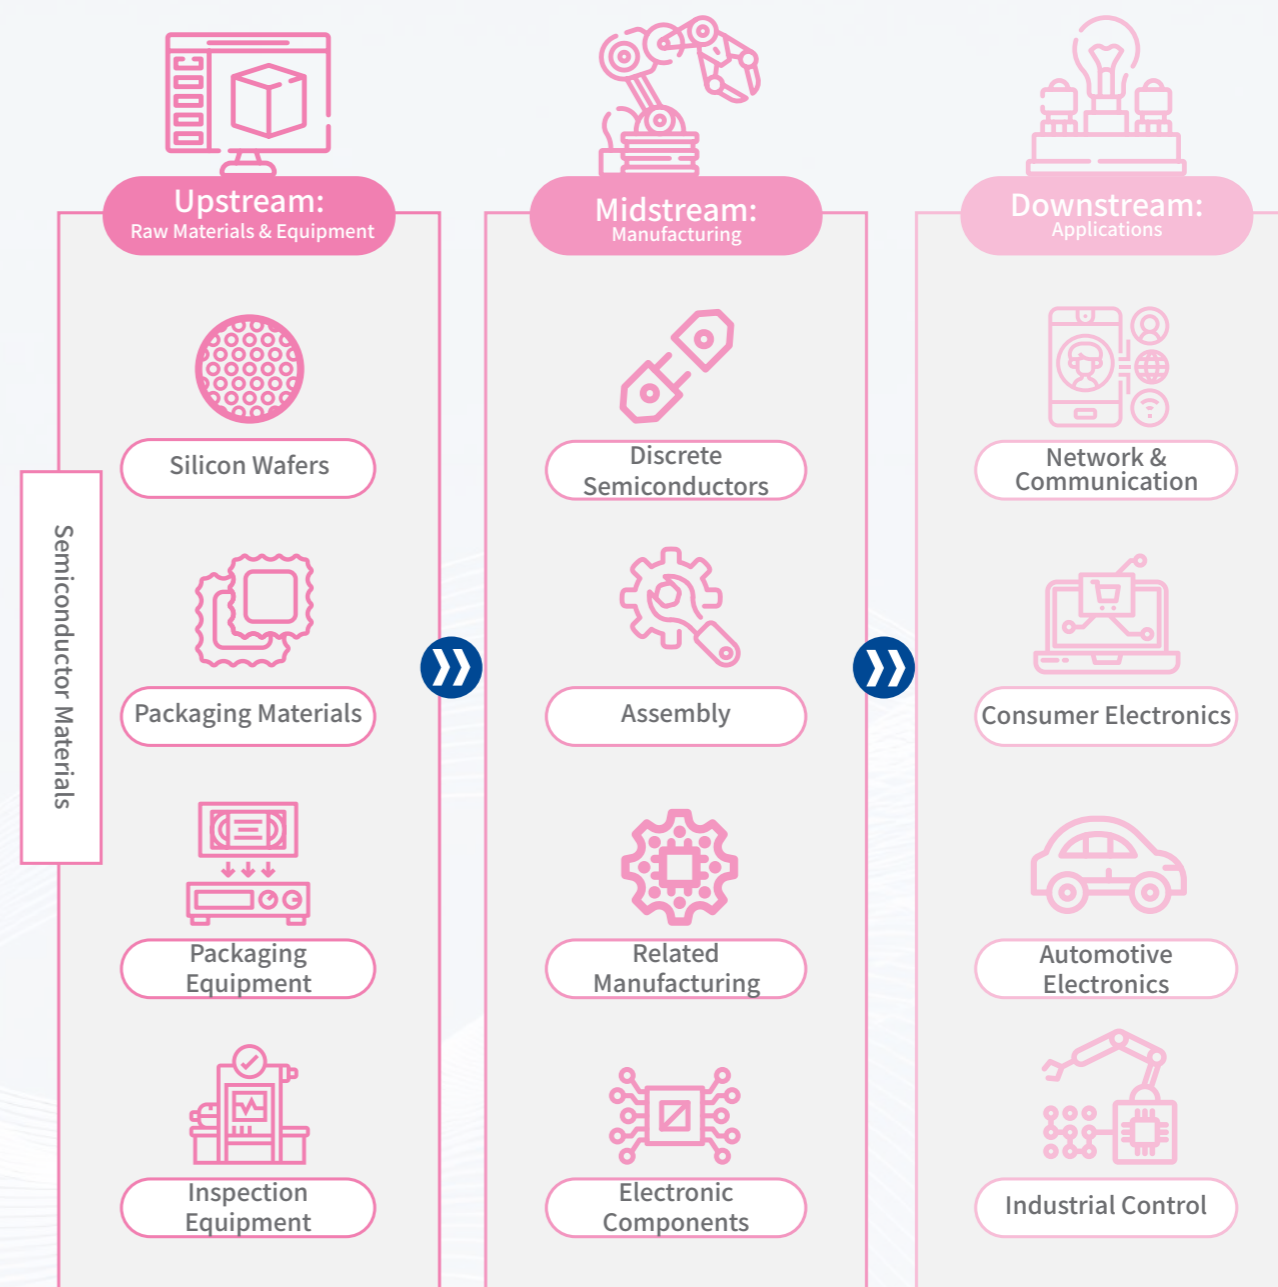 Upstream:
Raw Materials & Equipment
Semiconductor Materials
Silicon Wafers
Packaging Materials
Packaging
Equipment
Inspection
Equipment
Midstream:
Manufacturing
Discrete
Semiconductors
Assembly
Related
Manufacturing
Electronic
Components
Downstream:
Applications
Network &
Communication
Consumer Electronics
Automotive
Electronics
Industrial Control